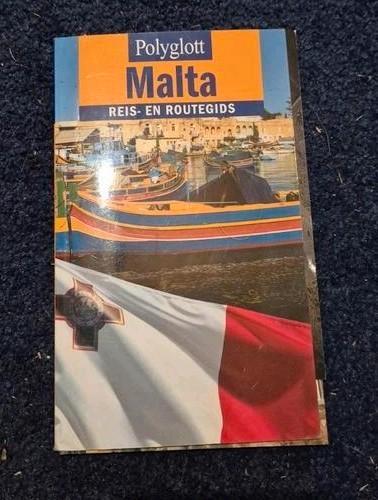 Polyglott
Malta
REIS- EN ROUTEGIDS